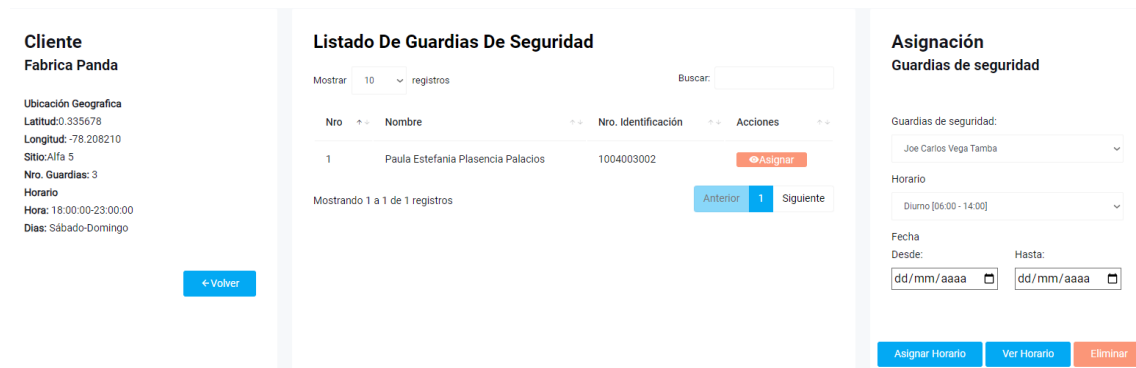 Cliente
Fabrica Panda
Ubicación Geografica
Latitud:0.335678
Longitud: -78.208210
Sitio:Alfa 5
Nro. Guardias: 3
Horario
Hora: 18:00:00-23:00:00
Dias: Sábado-Domingo
Volver
Listado De Guardias De Seguridad
Mostrar 10 registros Buscar:
Nro Nombre Nro. Identificación Acciones
1 Paula Estefania Plasencia Palacios 1004003002 Asignar
Mostrando 1 a 1 de 1 registros Anterior 1 Siguiente
Asignación
Guardias de seguridad
Guardias de seguridad:
Joe Carlos Vega Tamba
Horario
Diurno [06:00 - 14:00]
Fecha
Desde: Hasta:
dd/mm/aaaa dd/mm/aaaa
Asignar Horario Ver Horario Eliminar